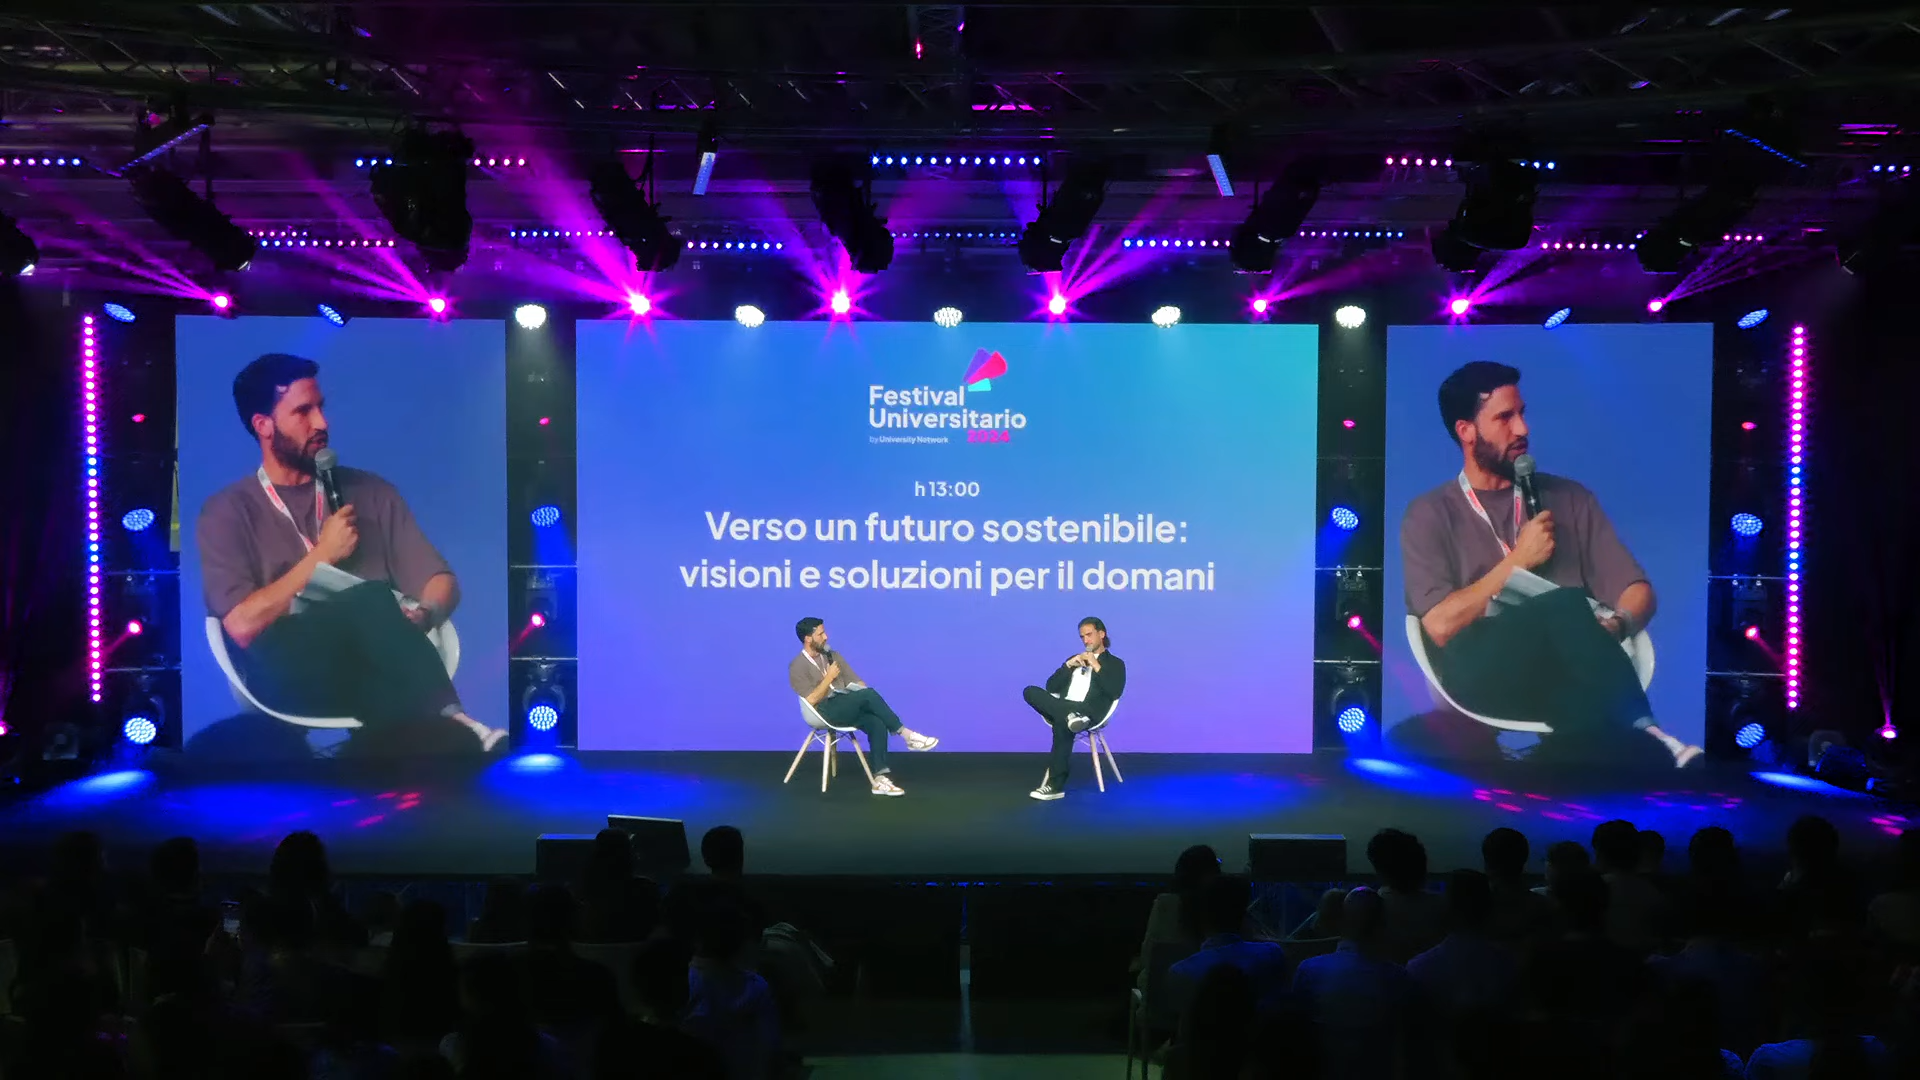 Festival
Universitario
by University Network 2024
h 13:00
Verso un futuro sostenibile:
visioni e soluzioni per il domani